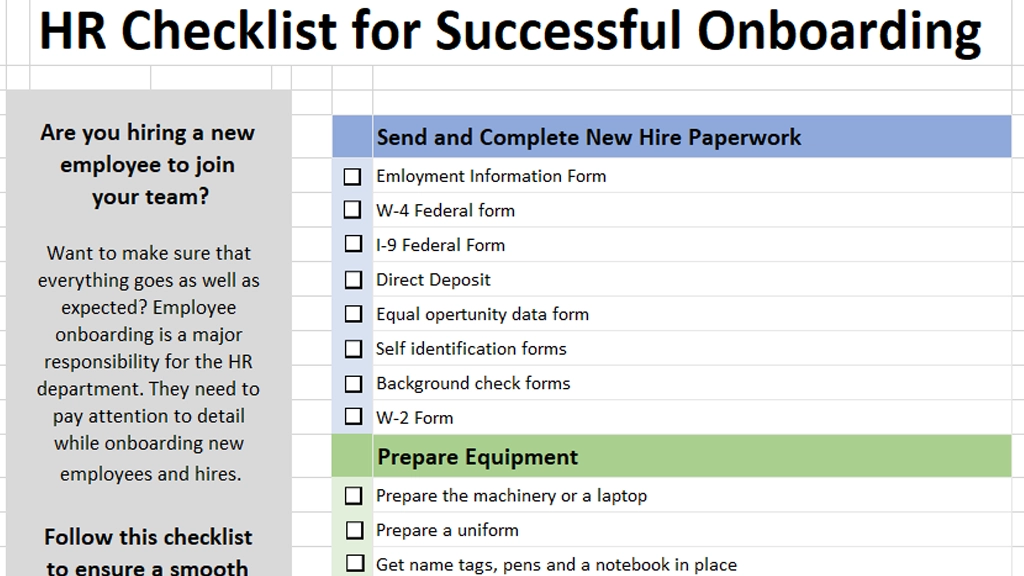 HR Checklist for Successful Onboarding
Are you hiring a new
employee to join
your team?
Want to make sure that
everything goes as well as
expected? Employee
onboarding is a major
responsibility for the HR
department. They need to
pay attention to detail
while onboarding new
employees and hires.
Follow this checklist
to ensure a smooth
Send and Complete New Hire Paperwork
Emloyment Information Form
W-4 Federal form
I-9 Federal Form
Direct Deposit
Equal opertunity data form
Self identification forms
Background check forms
W-2 Form
Prepare Equipment
Prepare the machinery or a laptop
Prepare a uniform
Get name tags, pens and a notebook in place